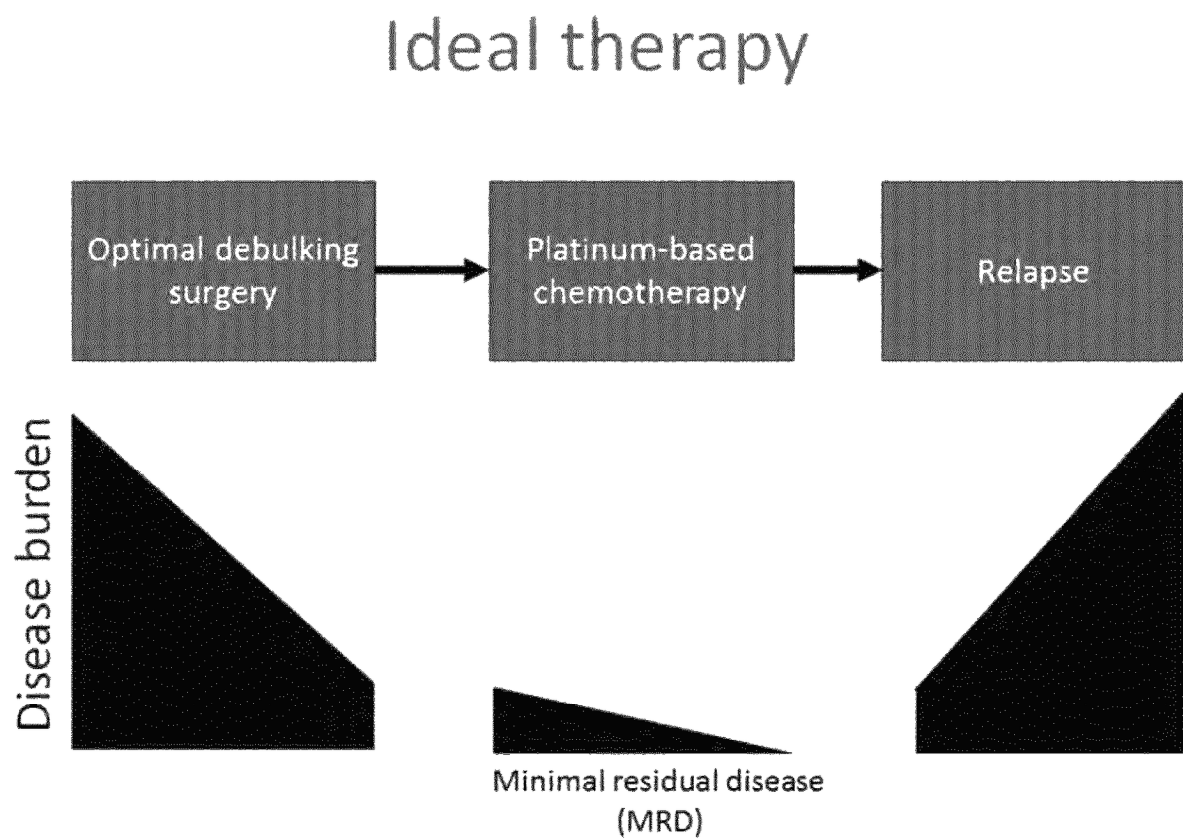 Ideal therapy
Optimal debulking
surgery
Platinum-based
chemotherapy
Relapse
Disease burden
Minimal residual disease
(MRD)